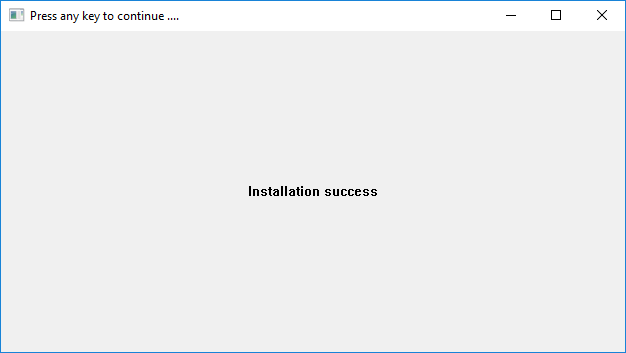 Press any key to continue ....
Installation success